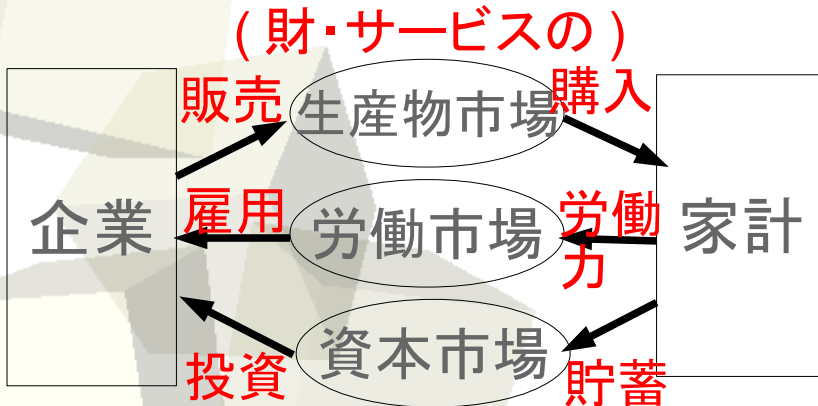 (財・サービスの)
販売
生産物市場
購入
企業
雇用
労働市場
労働
力
家計
投資
資本市場
貯蓄